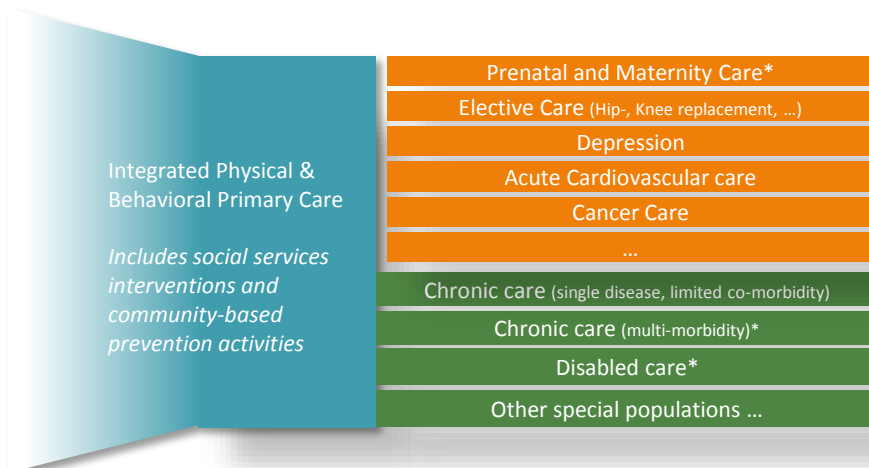 Integrated Physical &
Behavioral Primary Care
Includes social services
interventions and
community-based
prevention activities
Prenatal and Maternity Care*
Elective Care (Hip-, Knee replacement, …)
Depression
Acute Cardiovascular care
Cancer Care
…
Chronic care (single disease, limited co-morbidity)
Chronic care (multi-morbidity)*
Disabled care*
Other special populations …